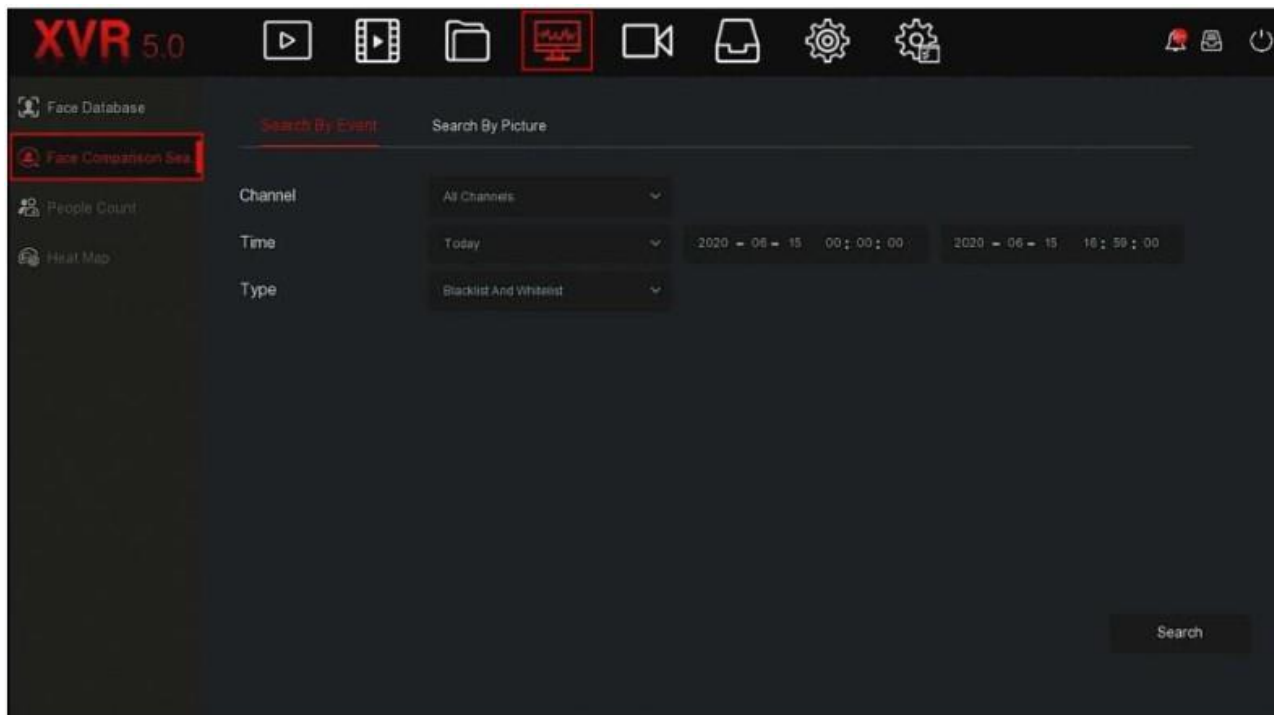 XVR 5.0
Face Database
Face Comparison Sea.
People Count
Heat Map
Search By Event
Search By Picture
Channel
All Channels
Time
Today
2020 - 06 - 15 00 : 00 : 00
2020 - 06 - 15 16 : 59 : 00
Type
Blacklist And Whitelist
Search